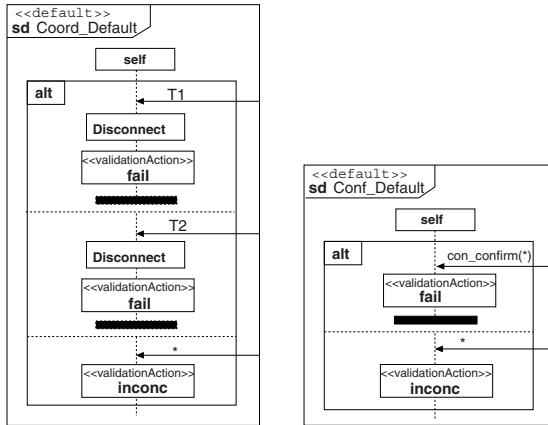 <<default>>
sd Coord_Default
self
alt
T1
Disconnect
<<validationAction>>
fail
T2
Disconnect
<<validationAction>>
fail
*
<<validationAction>>
inconc
<<default>>
sd Conf_Default
self
alt
con_confirm(*)
<<validationAction>>
fail
*
<<validationAction>>
inconc